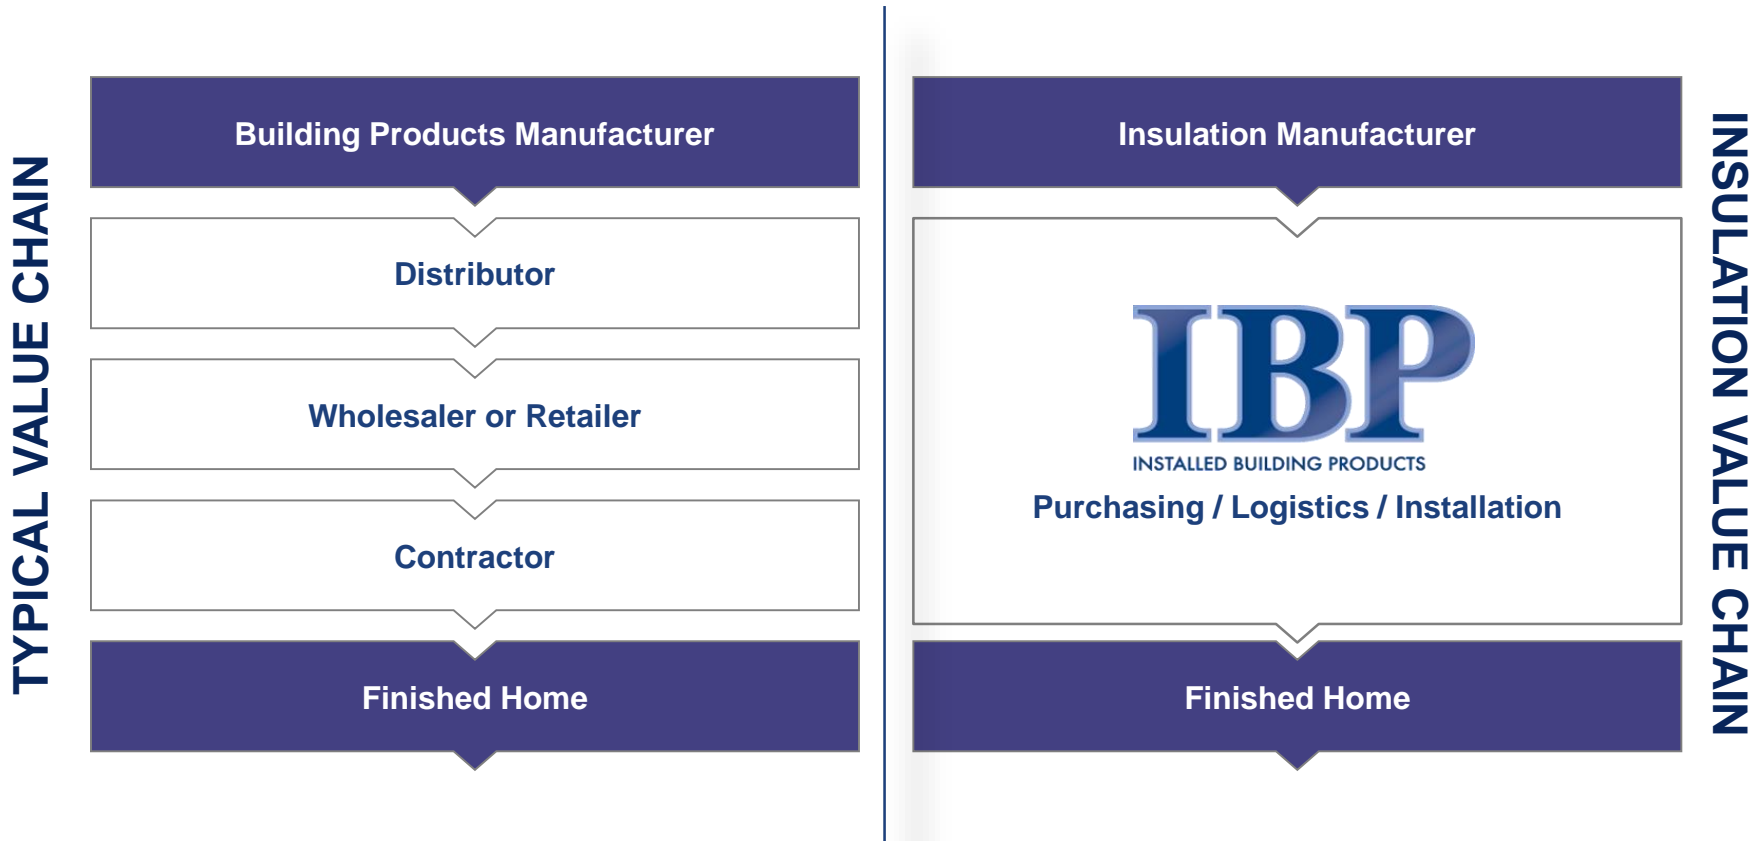 TYPICAL VALUE CHAIN
Building Products Manufacturer
Distributor
Wholesaler or Retailer
Contractor
Finished Home
Insulation Manufacturer
IBP
INSTALLED BUILDING PRODUCTS
Purchasing / Logistics / Installation
Finished Home
INSULATION VALUE CHAIN